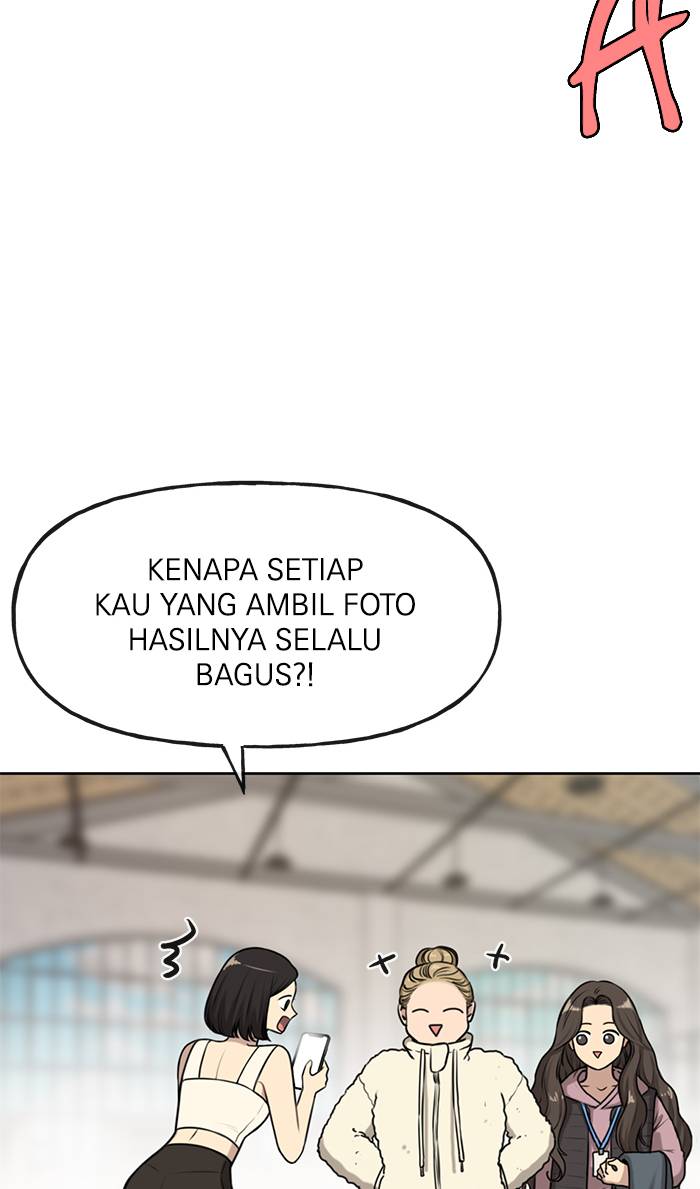 A
KENAPA SETIAP
KAU YANG AMBIL FOTO
HASILNYA SELALU
BAGUS?!